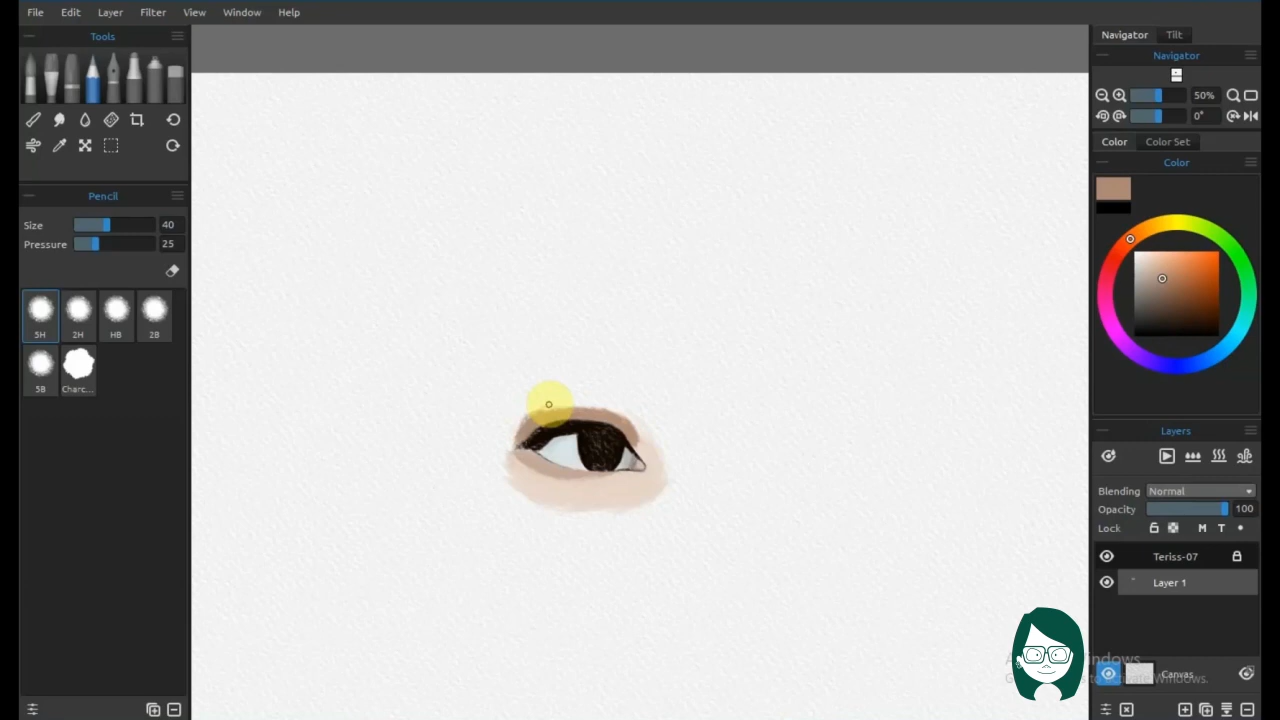 File Edit Layer Filter View Window Help
Tools
Pencil
Size 40
Pressure 25
5H 2H HB 2B
5B Charc...
Navigator Tilt
Navigator
50%
0°
Color Color Set
Color
Layers
Blending Normal
Opacity 100
Lock M T
Teriss-07
Layer 1
Canvas